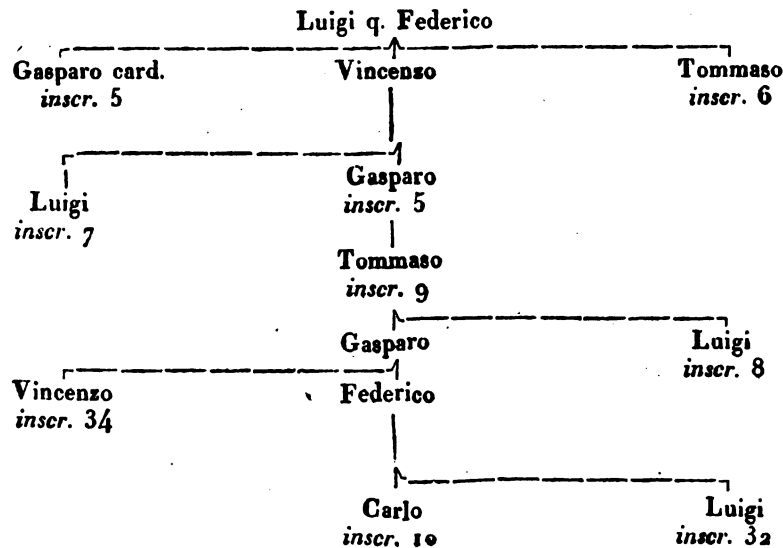 Luigi q. Federico
Gasparo card. Vincenzo Tommaso
inscr. 5 inscr. 6
Luigi Gasparo
inscr. 7 inscr. 5
Tommaso
inscr. 9
Gasparo Luigi
inscr. 8
Vincenzo Federico
inscr. 34
Carlo Luigi
inscr. 10 inscr. 32